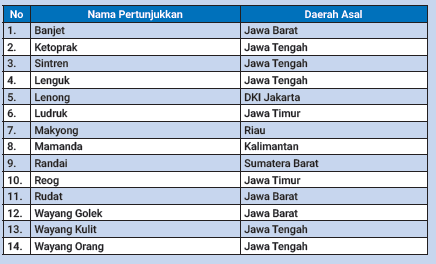 No Nama Pertunjukkan Daerah Asal
1. Banjet Jawa Barat
2. Ketoprak Jawa Tengah
3. Sintren Jawa Tengah
4. Lenguk Jawa Tengah
5. Lenong DKI Jakarta
6. Ludruk Jawa Timur
7. Makyong Riau
8. Mamanda Kalimantan
9. Randai Sumatera Barat
10. Reog Jawa Timur
11. Rudat Jawa Barat
12. Wayang Golek Jawa Barat
13. Wayang Kulit Jawa Tengah
14. Wayang Orang Jawa Tengah